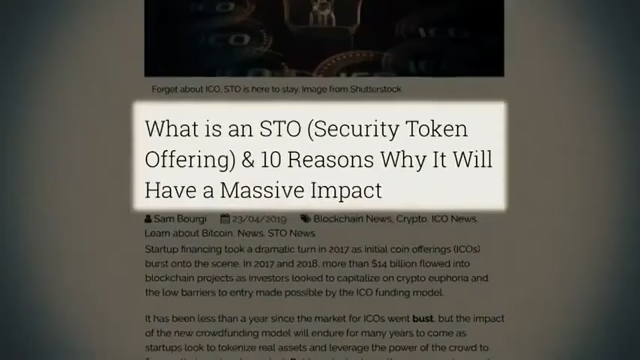 Forget about ICO. STO is here to stay. Image from Shutterstock
What is an STO (Security Token
Offering) & 10 Reasons Why It Will
Have a Massive Impact
Sam Bourgi 23/04/2019 Blockchain News, Crypto, ICO News,
Learn about Bitcoin, News, STO News
Startup financing took a dramatic turn in 2017 as initial coin offerings (ICOs)
burst onto the scene. In 2017 and 2018, more than $14 billion flowed into
blockchain projects as investors looked to capitalize on crypto euphoria and
the low barriers to entry made possible by the ICO funding model.
It has been less than a year since the market for ICOs went bust, but the impact
of the new crowdfunding model will endure for many years to come as
startups look to tokenize real assets and leverage the power of the crowd to